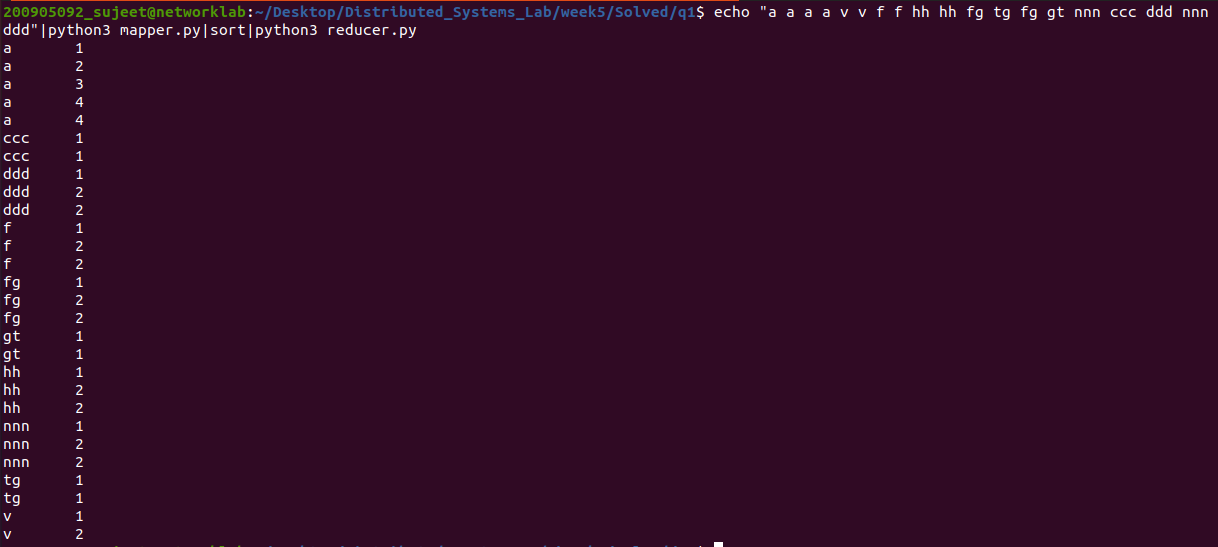 200905092_sujeet@networklab:~/Desktop/Distributed_Systems_Lab/week5/Solved/q1$ echo "a a a a v v f f hh hh fg tg fg gt nnn ccc ddd nnn
ddd"|python3 mapper.py|sort|python3 reducer.py
a 1
a 2
a 3
a 4
a 4
ccc 1
ccc 1
ddd 1
ddd 2
ddd 2
f 1
f 2
f 2
fg 1
fg 2
fg 2
gt 1
gt 1
hh 1
hh 2
hh 2
nnn 1
nnn 2
nnn 2
tg 1
tg 1
v 1
v 2